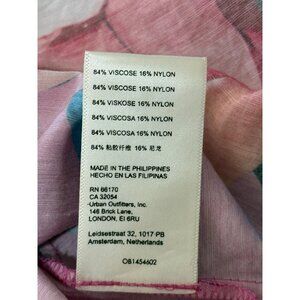 84% VISCOSE 16% NYLON
84% VISCOSE 16% NYLON
84% VISKOSE 16% NYLON
84% VISCOSA 16% NYLON
84% VISCOSA 16% NYLON
84% 黏胶纤维 16% 尼龙
MADE IN THE PHILIPPINES
HECHO EN LAS FILIPINAS
RN 66170
CA 32054
Urban Outfitters, Inc.
146 Brick Lane,
LONDON, EI 6RU
Leidsestraat 32, 1017 PB
Amsterdam, Netherlands
OB1454602